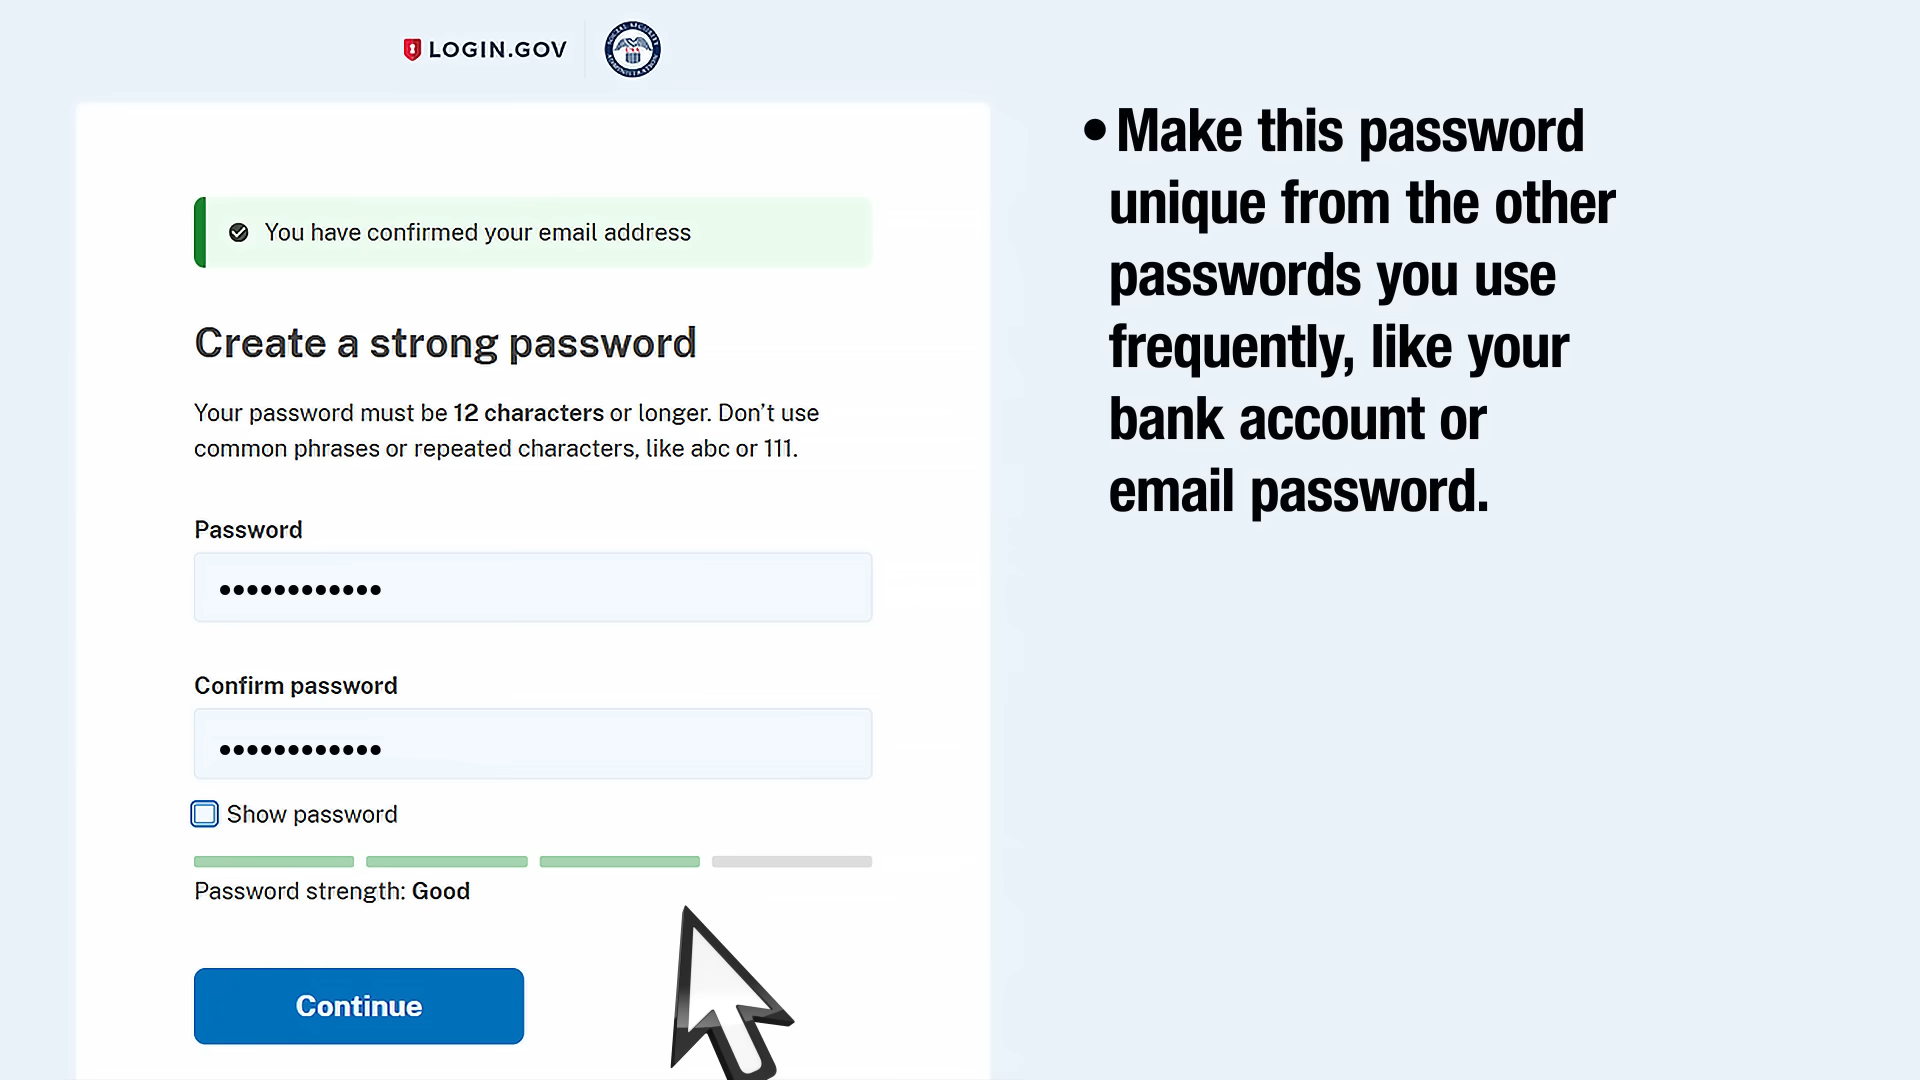 LOGIN.GOV
SOCIAL SECURITY
ADMINISTRATION
You have confirmed your email address
Create a strong password
Your password must be 12 characters or longer. Don’t use
common phrases or repeated characters, like abc or 111.
Password
••••••••••••
Confirm password
••••••••••••
Show password
Password strength: Good
Continue
•Make this password
unique from the other
passwords you use
frequently, like your
bank account or
email password.